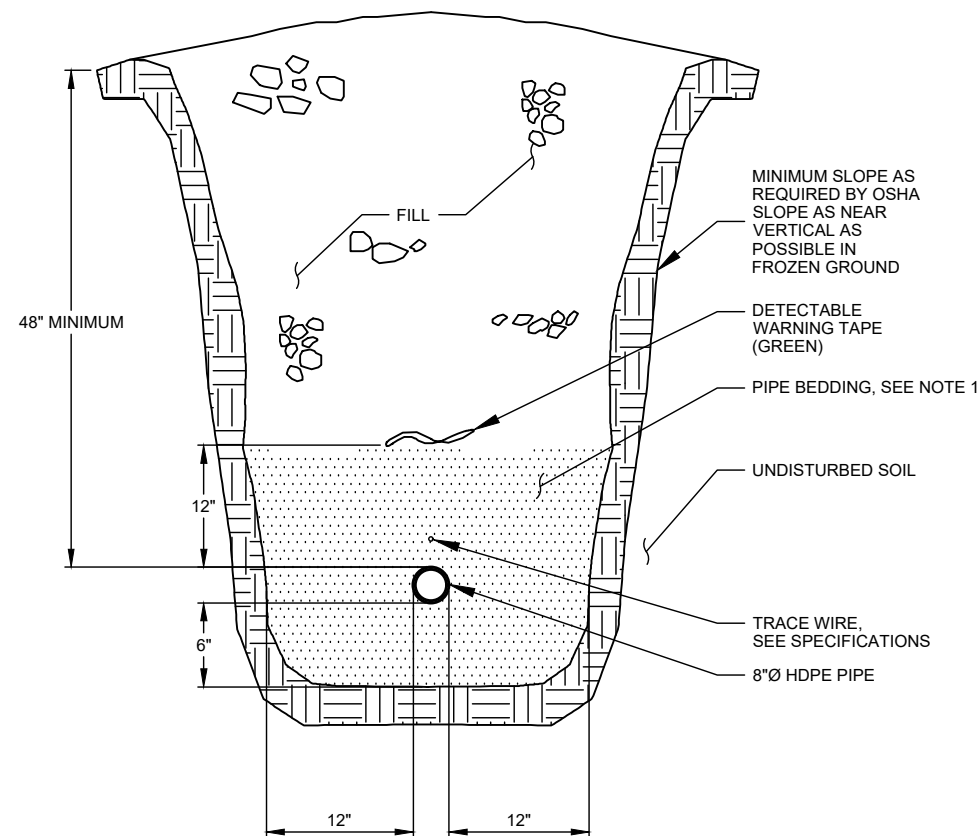 FILL
48" MINIMUM
12"
6"
12"
12"
MINIMUM SLOPE AS
REQUIRED BY OSHA
SLOPE AS NEAR
VERTICAL AS
POSSIBLE IN
FROZEN GROUND
DETECTABLE
WARNING TAPE
(GREEN)
PIPE BEDDING, SEE NOTE 1
UNDISTURBED SOIL
TRACE WIRE,
SEE SPECIFICATIONS
8"Ø HDPE PIPE